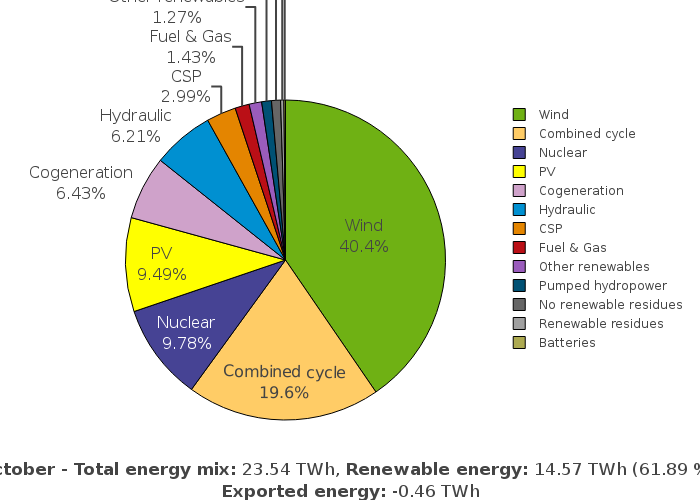 Other renewables
1.27%
Fuel & Gas
1.43%
CSP
2.99%
Hydraulic
6.21%
Cogeneration
6.43%
PV
9.49%
Nuclear
9.78%
Combined cycle
19.6%
Wind
40.4%
Wind
Combined cycle
Nuclear
PV
Cogeneration
Hydraulic
CSP
Fuel & Gas
Other renewables
Pumped hydropower
No renewable residues
Renewable residues
Batteries
ctober - Total energy mix: 23.54 TWh, Renewable energy: 14.57 TWh (61.89 %
Exported energy: -0.46 TWh